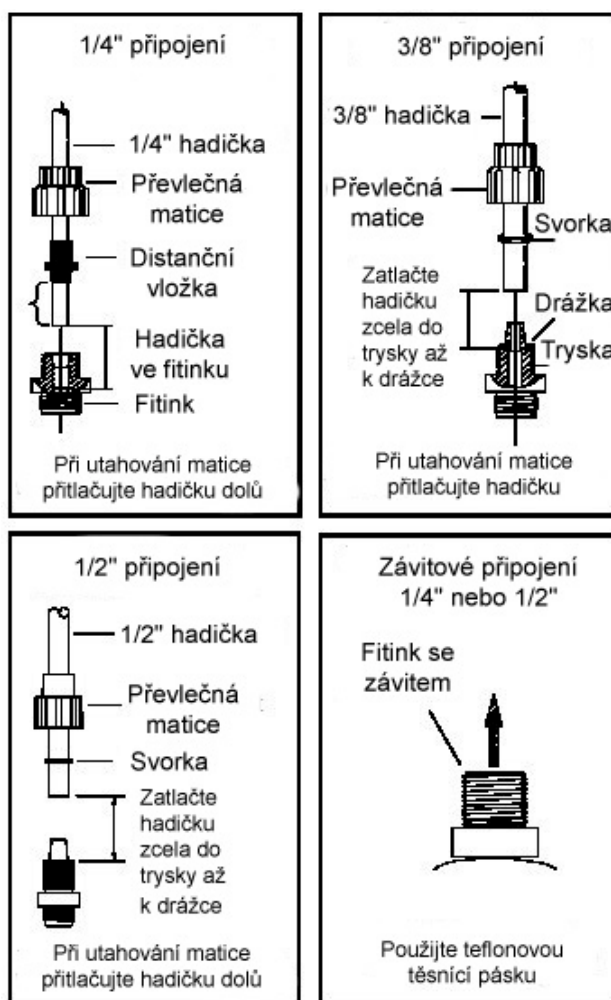 1/4" připojení
1/4" hadička
Převlečná
matice
Distanční
vložka
Hadička
ve fitinku
Fitink
Při utahování matice
přitlačujte hadičku dolů
3/8" připojení
3/8" hadička
Převlečná
matice
Svorka
Zatlačte
hadičku
zcela do
trysky až
k drážce
Drážka
Tryska
Při utahování matice
přitlačujte hadičku
1/2" připojení
1/2" hadička
Převlečná
matice
Svorka
Zatlačte
hadičku
zcela do
trysky až
k drážce
Při utahování matice
přitlačujte hadičku dolů
Závitové připojení
1/4" nebo 1/2"
Fitink se
závitem
Použijte teflonovou
těsnící pásku